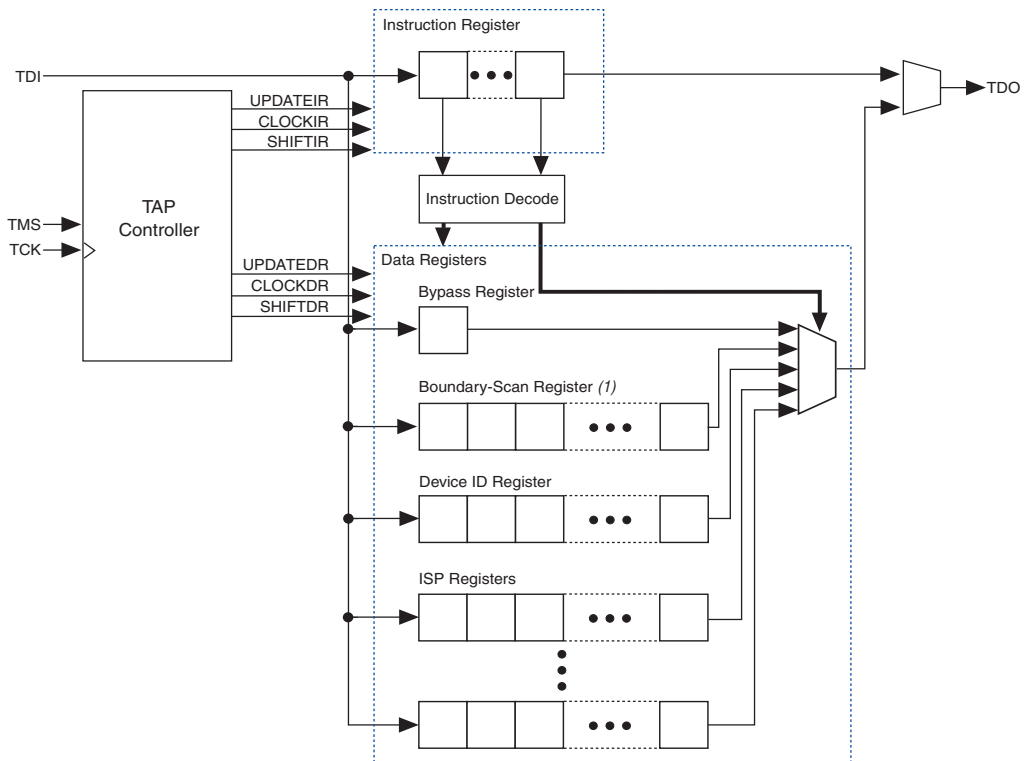 Instruction Register
TDI
TDO
UPDATEIR
CLOCKIR
SHIFTIR
TAP
Controller
Instruction Decode
TMS
TCK
UPDATEDR
CLOCKDR
SHIFTDR
Data Registers
Bypass Register
Boundary-Scan Register (1)
Device ID Register
ISP Registers